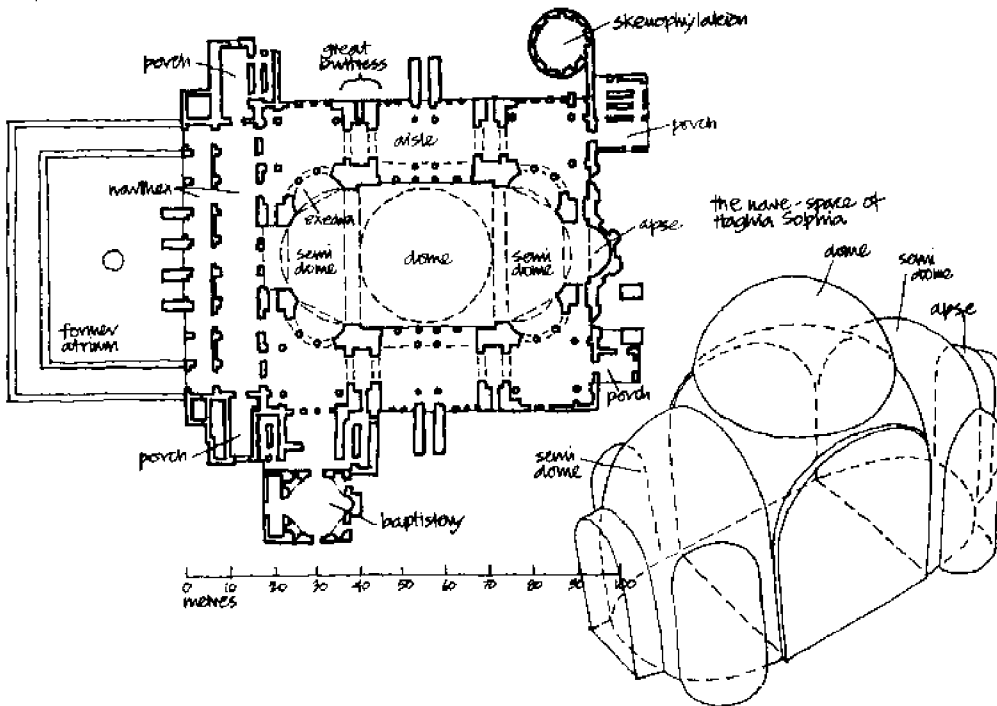 skeuophylakion
porch
great
buttress
porch
aisle
narthex
exedra
the nave-space of
Haghia Sophia
apse
semi
dome
dome
semi
dome
dome
semi
dome
apse
former
atrium
porch
porch
semi
dome
baptistery
0 10 20 30 40 50 60 70 80 90 100
metres